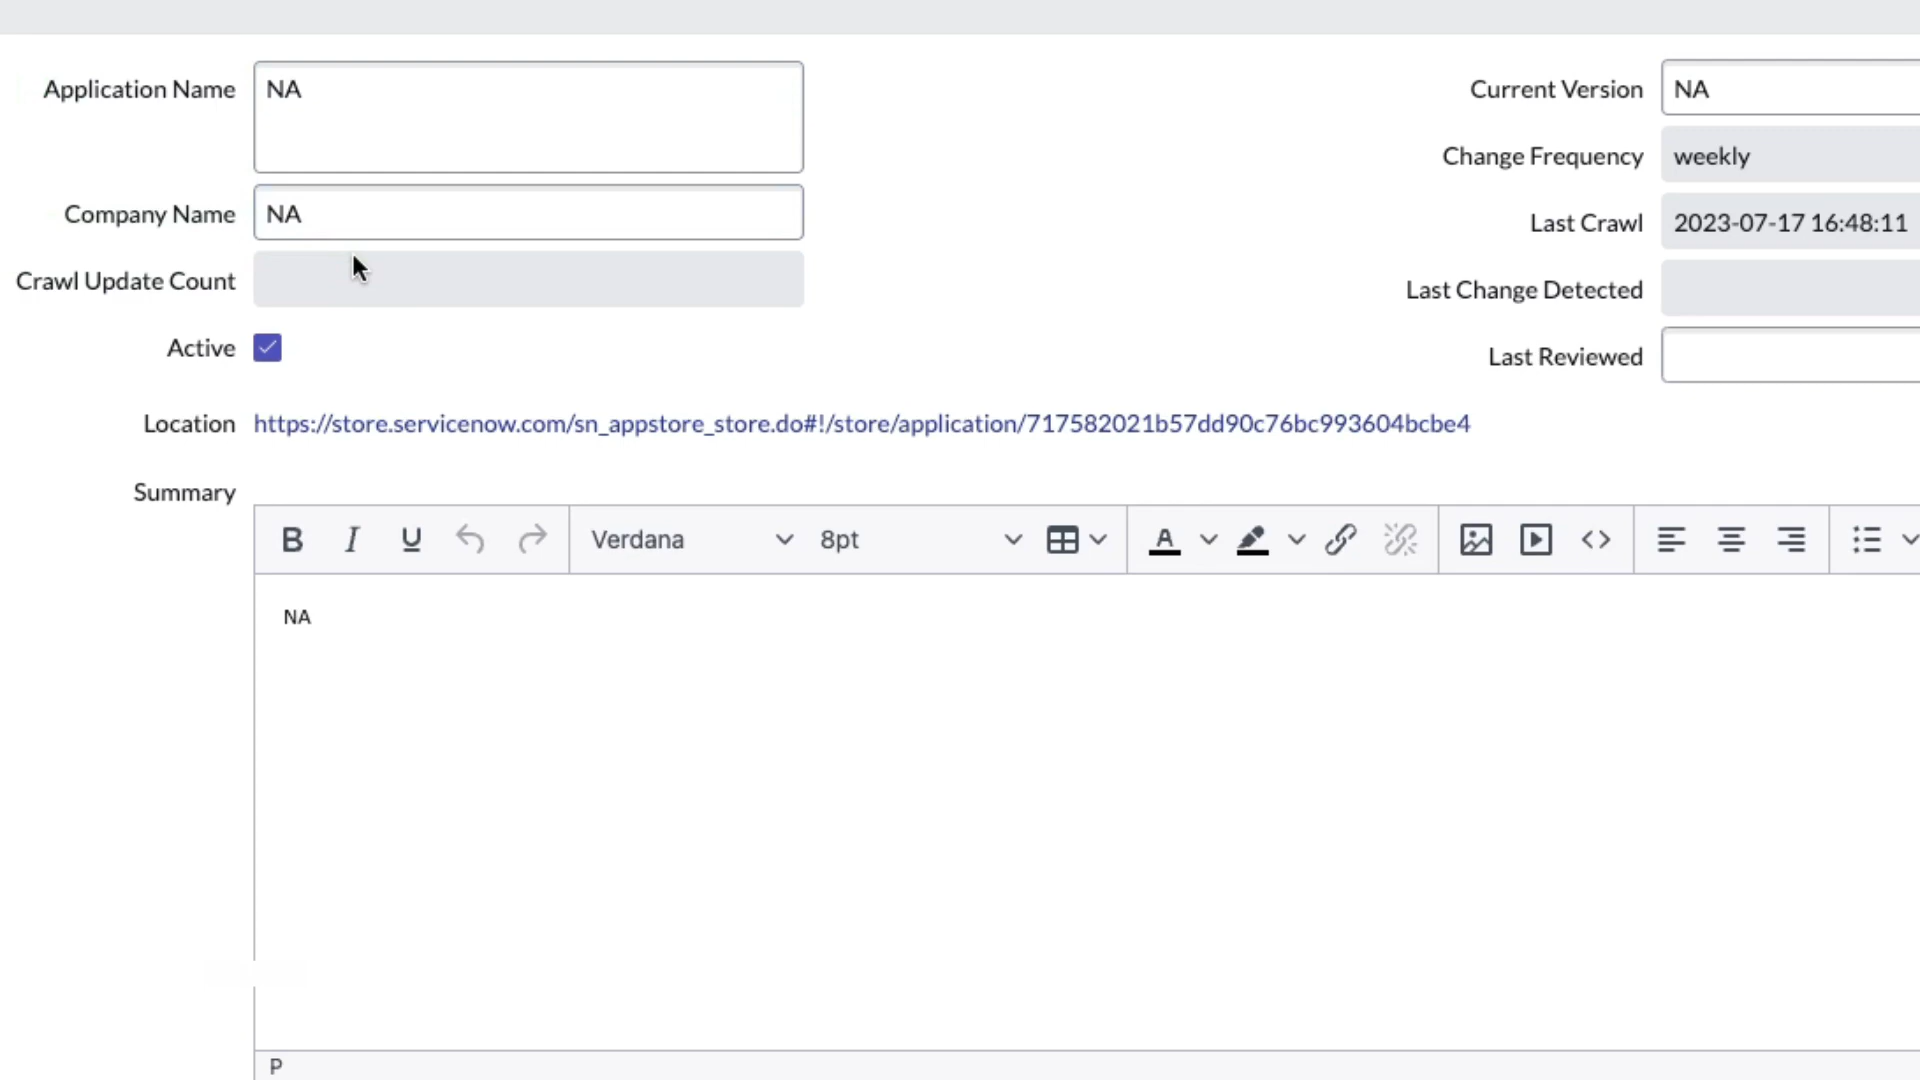 Application Name NA
Company Name NA
Crawl Update Count
Active
Current Version NA
Change Frequency weekly
Last Crawl 2023-07-17 16:48:11
Last Change Detected
Last Reviewed
Location https://store.servicenow.com/sn_appstore_store.do#!/store/application/717582021b57dd90c76bc993604bcbe4
Summary
B I U Verdana 8pt A
NA
P